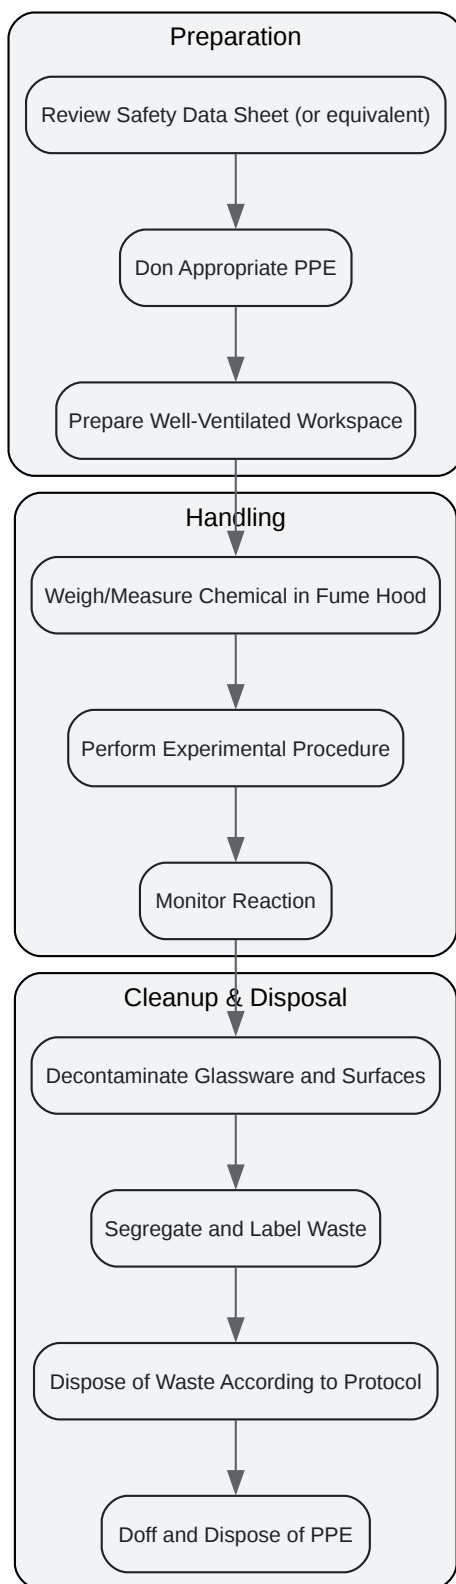 Preparation
Review Safety Data Sheet (or equivalent)
Don Appropriate PPE
Prepare Well-Ventilated Workspace
Handling
Weigh/Measure Chemical in Fume Hood
Perform Experimental Procedure
Monitor Reaction
Cleanup & Disposal
Decontaminate Glassware and Surfaces
Segregate and Label Waste
Dispose of Waste According to Protocol
Doff and Dispose of PPE